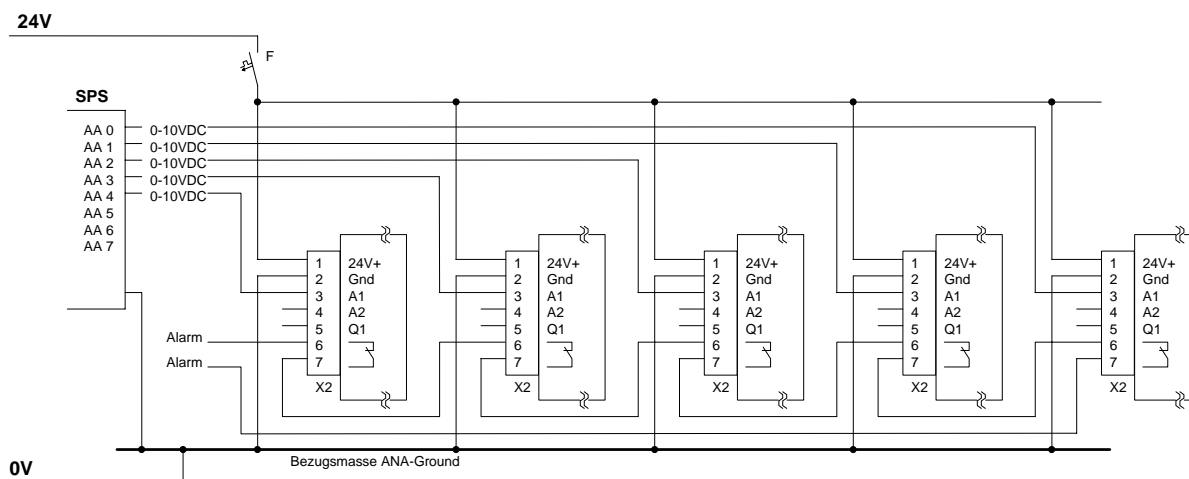 24V
F
SPS
AA 0 0-10VDC
AA 1 0-10VDC
AA 2 0-10VDC
AA 3 0-10VDC
AA 4 0-10VDC
AA 5
AA 6
AA 7
1 24V+ 1 24V+ 1 24V+ 1 24V+ 1 24V+
2 Gnd 2 Gnd 2 Gnd 2 Gnd 2 Gnd
3 A1 3 A1 3 A1 3 A1 3 A1
4 A2 4 A2 4 A2 4 A2 4 A2
5 Q1 5 Q1 5 Q1 5 Q1 5 Q1
Alarm 6 6 6 6 6
Alarm 7 7 7 7 7
X2 X2 X2 X2 X2
Bezugsmasse ANA-Ground
0V